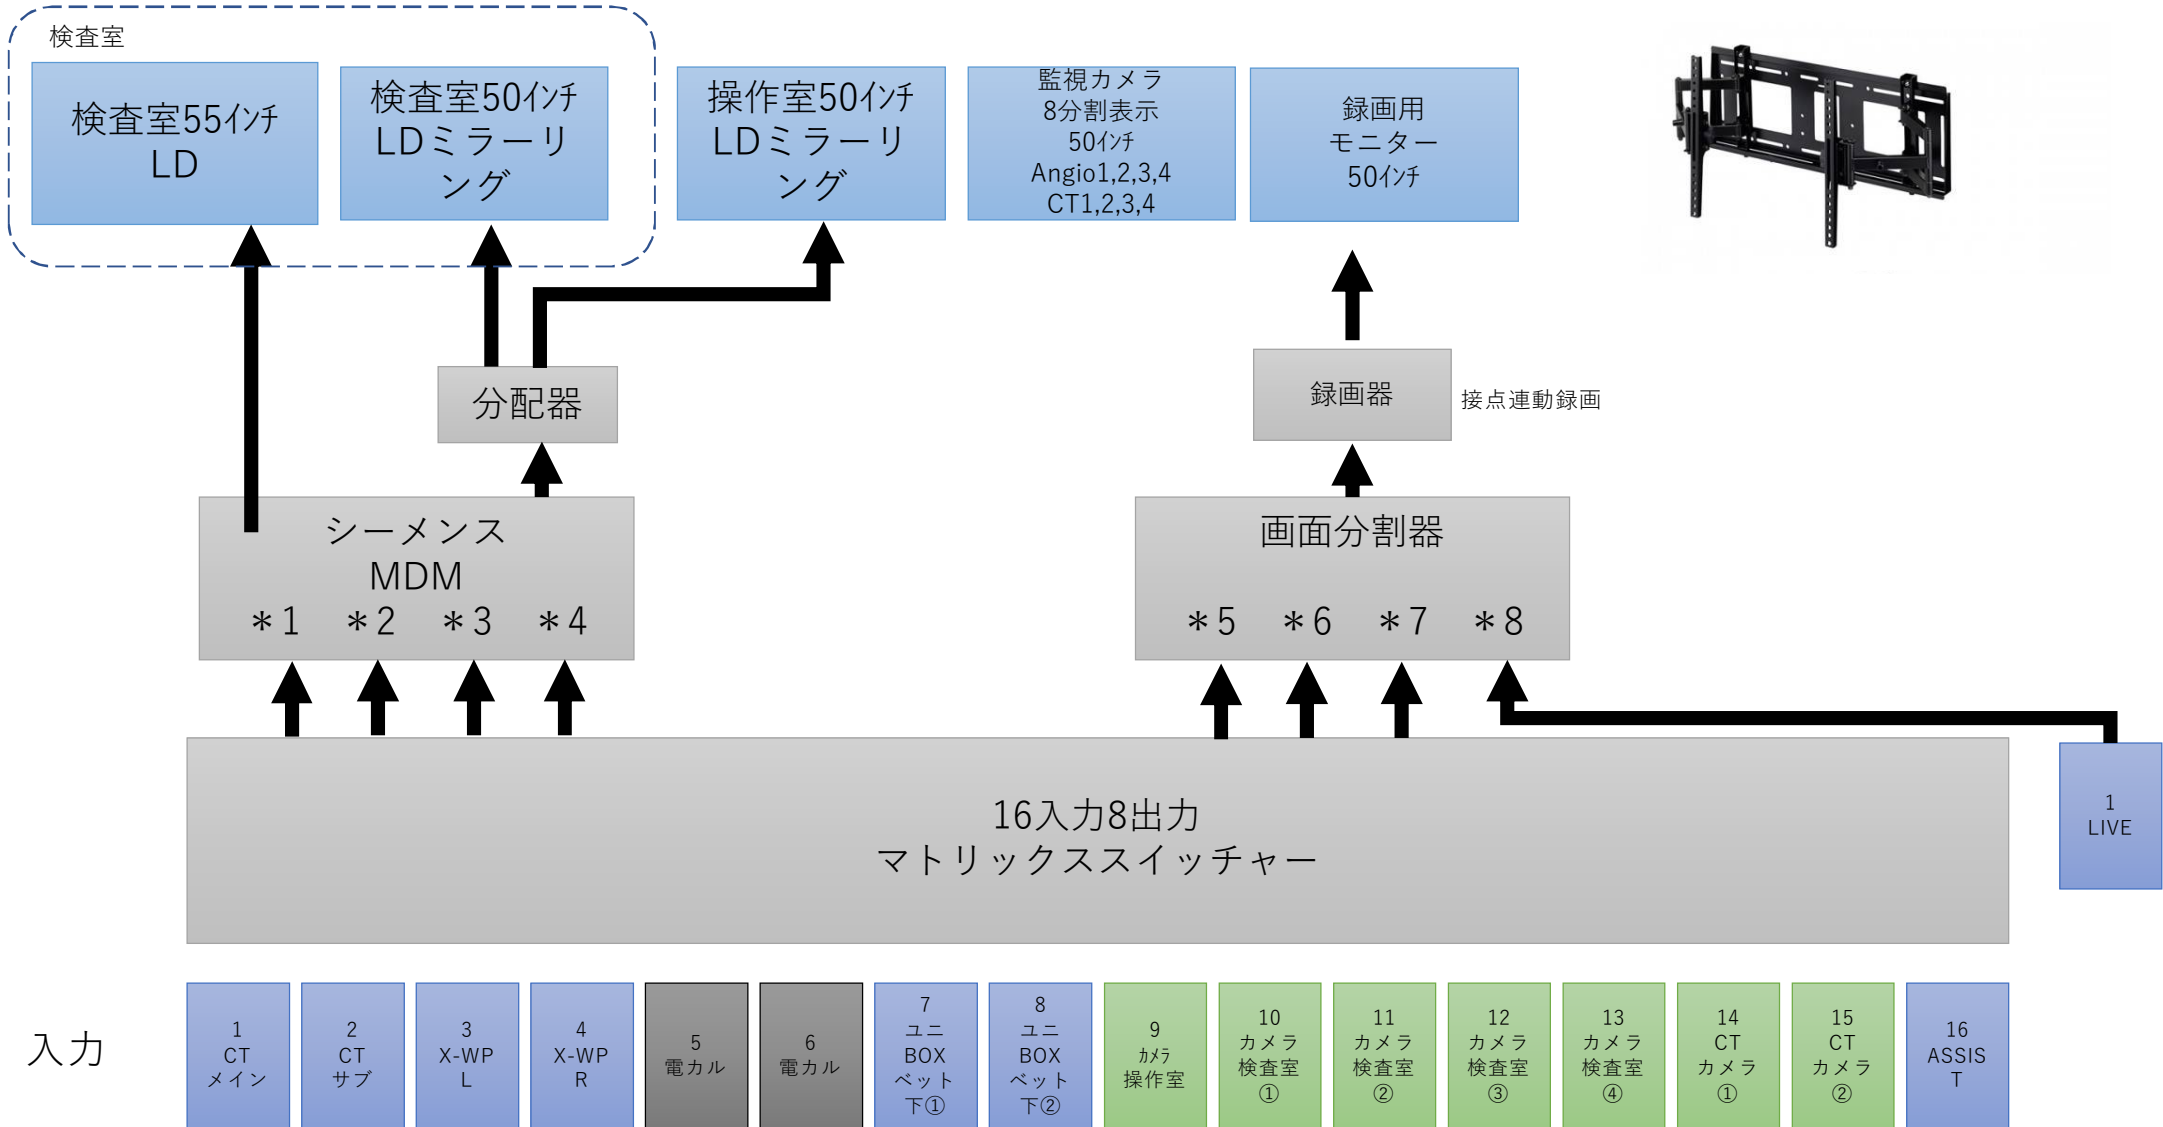 検査室
検査室55インチ
LD
検査室50インチ
LDミラーリ
ング
操作室50インチ
LDミラーリ
ング
監視カメラ
8分割表示
50インチ
Angio1,2,3,4
CT1,2,3,4
録画用
モニター
50インチ
分配器
録画器
接点連動録画
シーメンス
MDM
＊1
＊2
＊3
＊4
画面分割器
＊5
＊6
＊7
＊8
16入力8出力
マトリックススイッチャー
1
LIVE
入力
1
CT
メイン
2
CT
サブ
3
X-WP
L
4
X-WP
R
5
電カル
6
電カル
7
ユニ
BOX
ベット
下①
8
ユニ
BOX
ベット
下②
9
カメラ
操作室
10
カメラ
検査室
①
11
カメラ
検査室
②
12
カメラ
検査室
③
13
カメラ
検査室
④
14
CT
カメラ
①
15
CT
カメラ
②
16
ASSIS
T